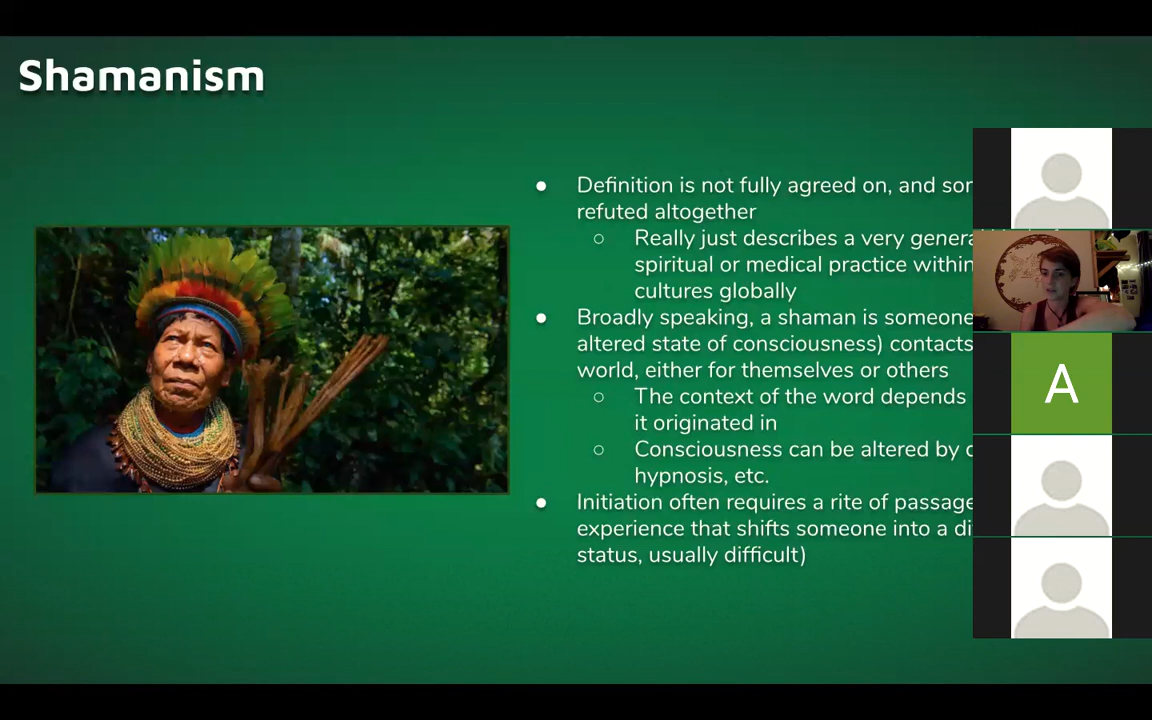 Shamanism
● Definition is not fully agreed on, and
refuted altogether
○ Really just describes a very
spiritual or medical practice within
cultures globally
● Broadly speaking, a shaman is someone
altered state of consciousness) contacts
world, either for themselves or others
○ The context of the word depends
it originated in
○ Consciousness can be altered by
hypnosis, etc.
● Initiation often requires a rite of passage
experience that shifts someone into a
status, usually difficult)
A